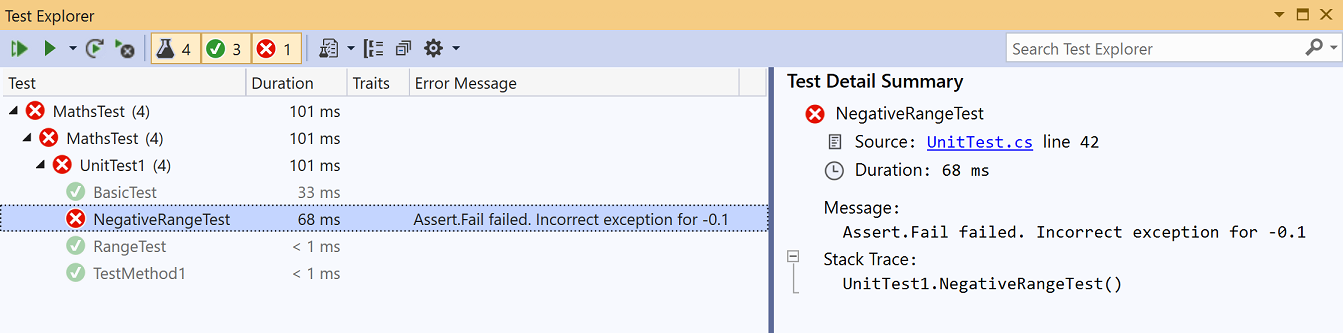 Test Explorer
4 3 1 Search Test Explorer
Test Duration Traits Error Message
MathsTest (4) 101 ms
MathsTest (4) 101 ms
UnitTest1 (4) 101 ms
BasicTest 33 ms
NegativeRangeTest 68 ms Assert.Fail failed. Incorrect exception for -0.1
RangeTest < 1 ms
TestMethod1 < 1 ms
Test Detail Summary
NegativeRangeTest
Source: UnitTest.cs line 42
Duration: 68 ms
Message:
Assert.Fail failed. Incorrect exception for -0.1
Stack Trace:
UnitTest1.NegativeRangeTest()